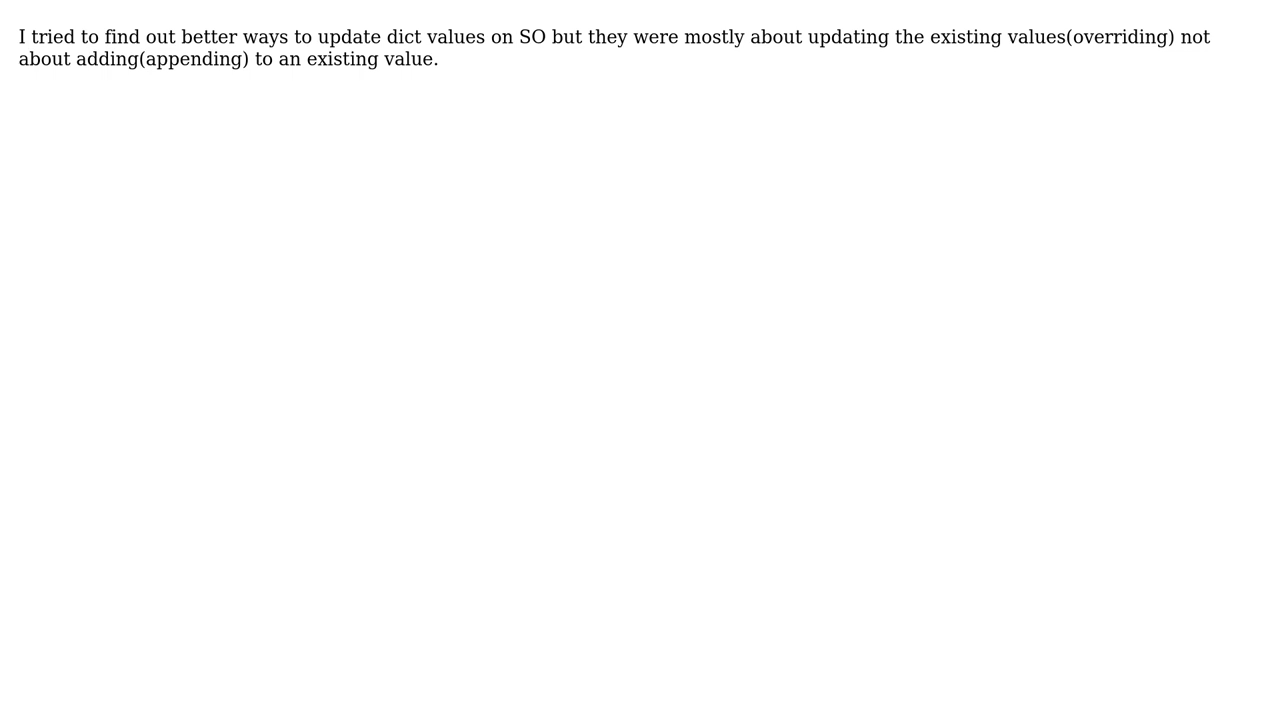 I tried to find out better ways to update dict values on SO but they were mostly about updating the existing values(overriding) not
about adding(appending) to an existing value.